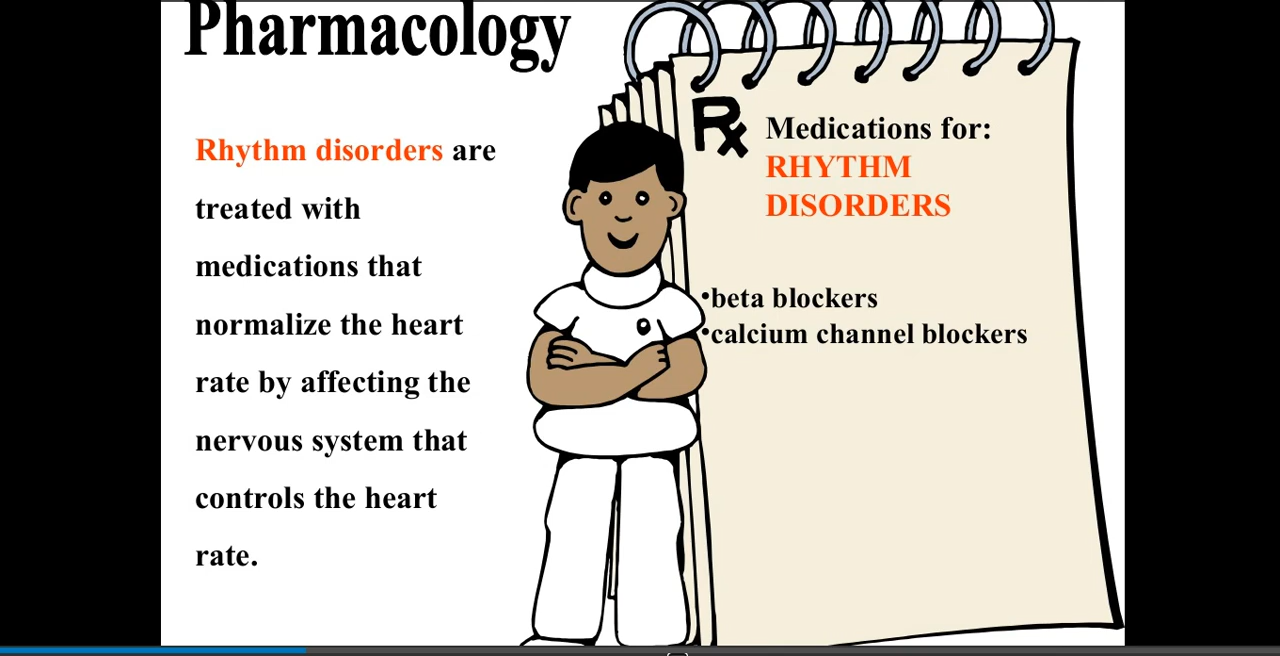 Pharmacology
Rhythm disorders are
treated with
medications that
normalize the heart
rate by affecting the
nervous system that
controls the heart
rate.
Rx
Medications for:
RHYTHM
DISORDERS
•beta blockers
•calcium channel blockers